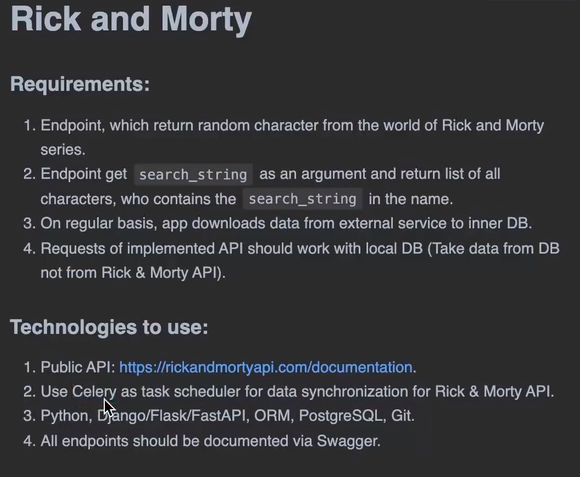 Rick and Morty
Requirements:
1. Endpoint, which return random character from the world of Rick and Morty
series.
2. Endpoint get search_string as an argument and return list of all
characters, who contains the search_string in the name.
3. On regular basis, app downloads data from external service to inner DB.
4. Requests of implemented API should work with local DB (Take data from DB
not from Rick & Morty API).
Technologies to use:
1. Public API: https://rickandmortyapi.com/documentation.
2. Use Celery as task scheduler for data synchronization for Rick & Morty API.
3. Python, Django/Flask/FastAPI, ORM, PostgreSQL, Git.
4. All endpoints should be documented via Swagger.